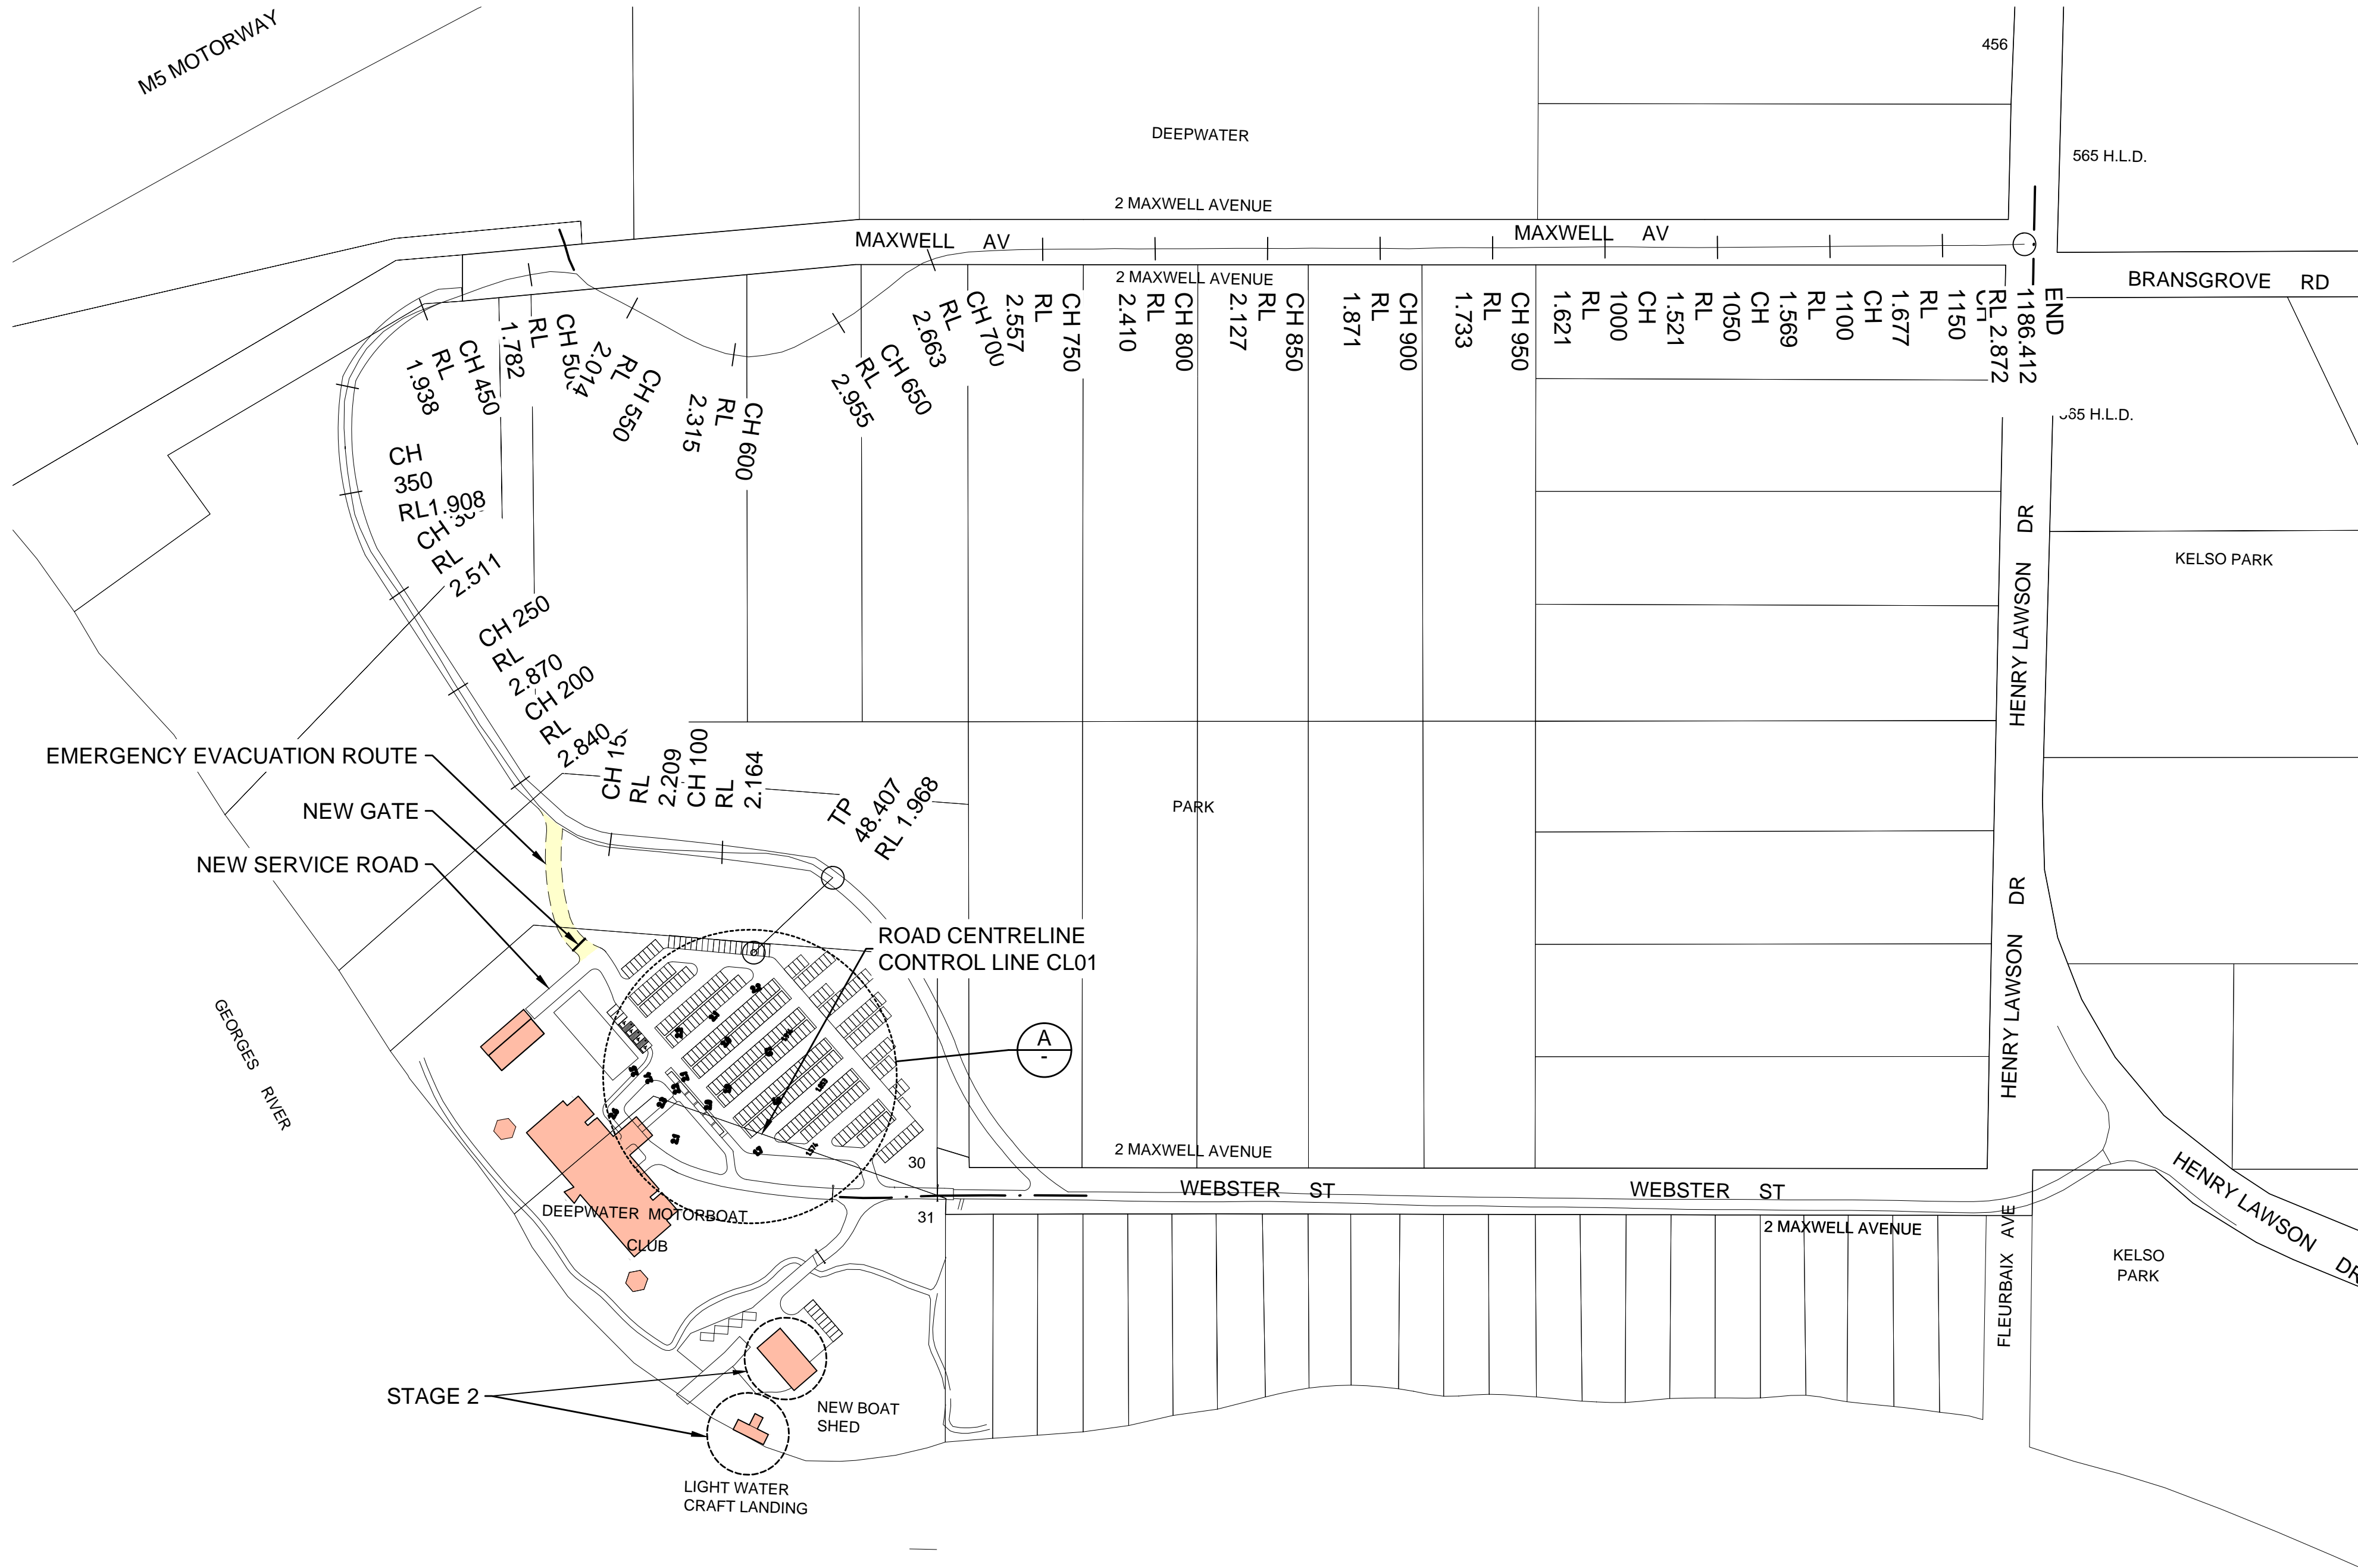 M5 MOTORWAY
456
DEEPWATER
565 H.L.D.
2 MAXWELL AVENUE
MAXWELL AV
MAXWELL AV
2 MAXWELL AVENUE
BRANSGROVE RD
CH 450
RL
1.938
RL
1.782
CH 550
RL
2.014
CH 600
RL
2.315
CH 650
RL
2.955
CH 700
RL
2.663
CH 750
RL
2.557
CH 800
RL
2.410
CH 850
RL
2.127
CH 900
RL
1.871
CH 950
RL
1.733
CH
1000
RL
1.621
CH
1050
RL
1.521
CH
1100
RL
1.569
CH
1150
RL
1.677
END
1186.412
RL 2.872
H.L.D.
CH
350
RL1.908
CH
RL
2.511
CH 250
RL
2.870
CH 200
RL
2.840
CH
RL
2.209
CH 100
RL
2.164
TP
48.407
RL 1.968
HENRY LAWSON DR
KELSO PARK
EMERGENCY EVACUATION ROUTE
NEW GATE
NEW SERVICE ROAD
PARK
HENRY LAWSON DR
ROAD CENTRELINE
CONTROL LINE CL01
A
-
GEORGES RIVER
2 MAXWELL AVENUE
30
31
WEBSTER ST
WEBSTER ST
HENRY LAWSON DR
DEEPWATER MOTORBOAT
CLUB
2 MAXWELL AVENUE
FLEURBAIX AVE
KELSO
PARK
STAGE 2
NEW BOAT
SHED
LIGHT WATER
CRAFT LANDING